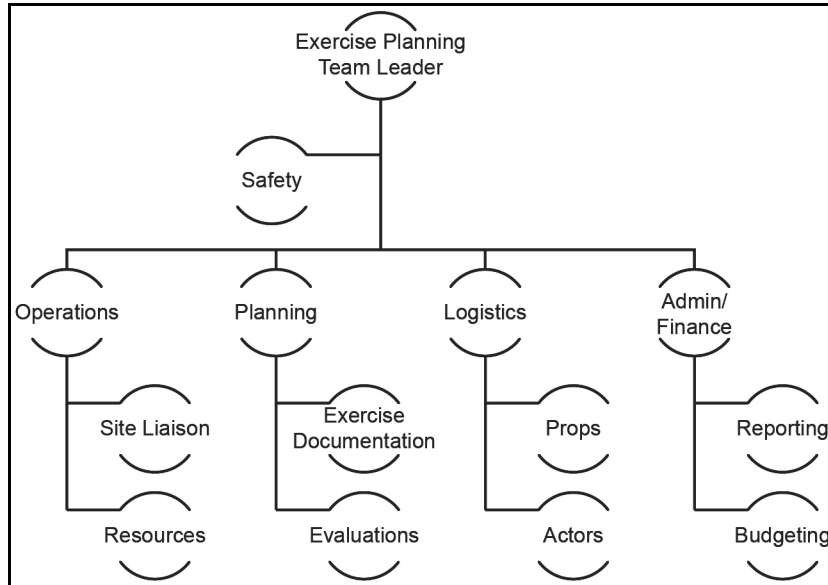 Exercise Planning
Team Leader
Safety
Operations
Planning
Logistics
Admin/
Finance
Site Liaison
Exercise
Documentation
Props
Reporting
Resources
Evaluations
Actors
Budgeting